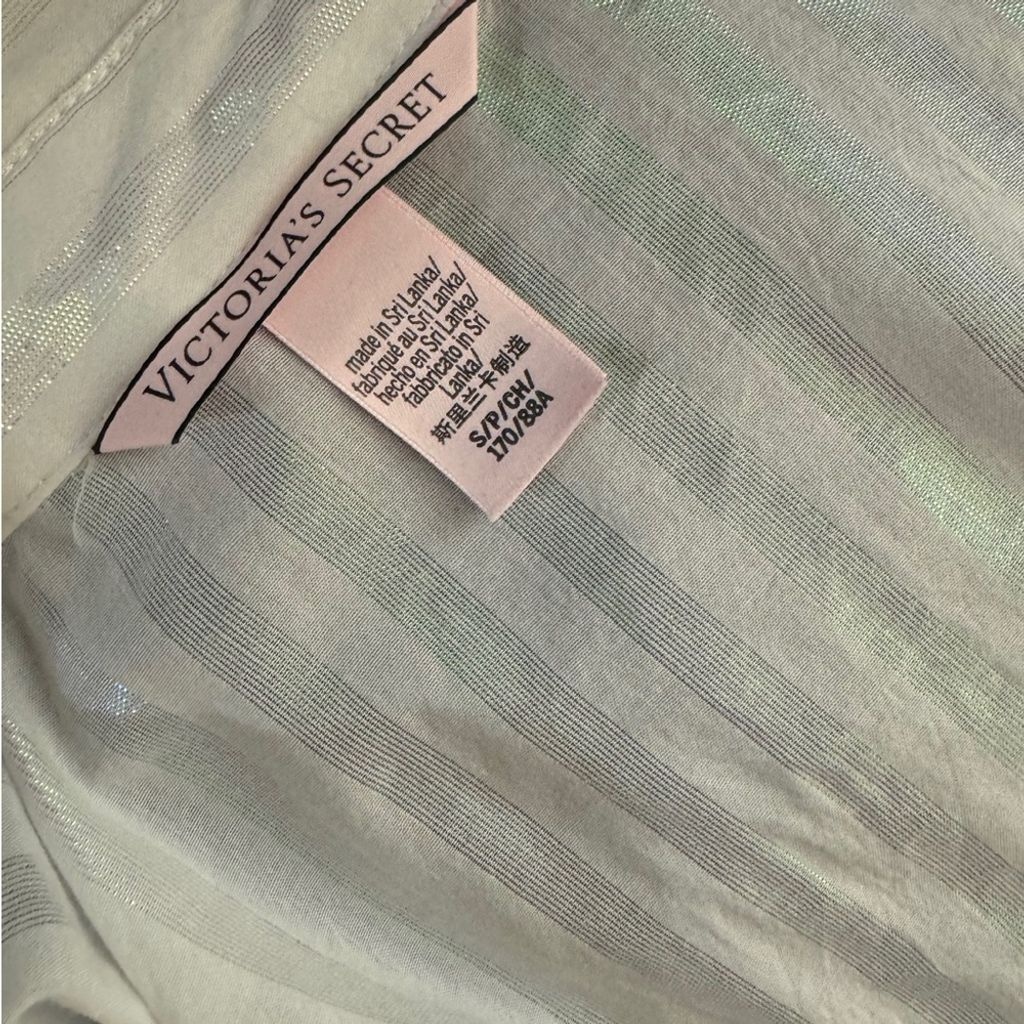 VICTORIA'S SECRET
made in Sri Lanka/
fabriqué au Sri Lanka/
hecho en Sri Lanka/
fabbricato in Sri
Lanka/
斯里兰卡制造
S/P/CH/
170/88A